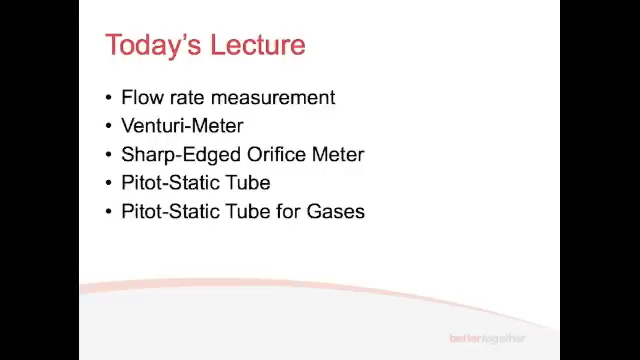 Today's Lecture
• Flow rate measurement
• Venturi-Meter
• Sharp-Edged Orifice Meter
• Pitot-Static Tube
• Pitot-Static Tube for Gases
bettertogether